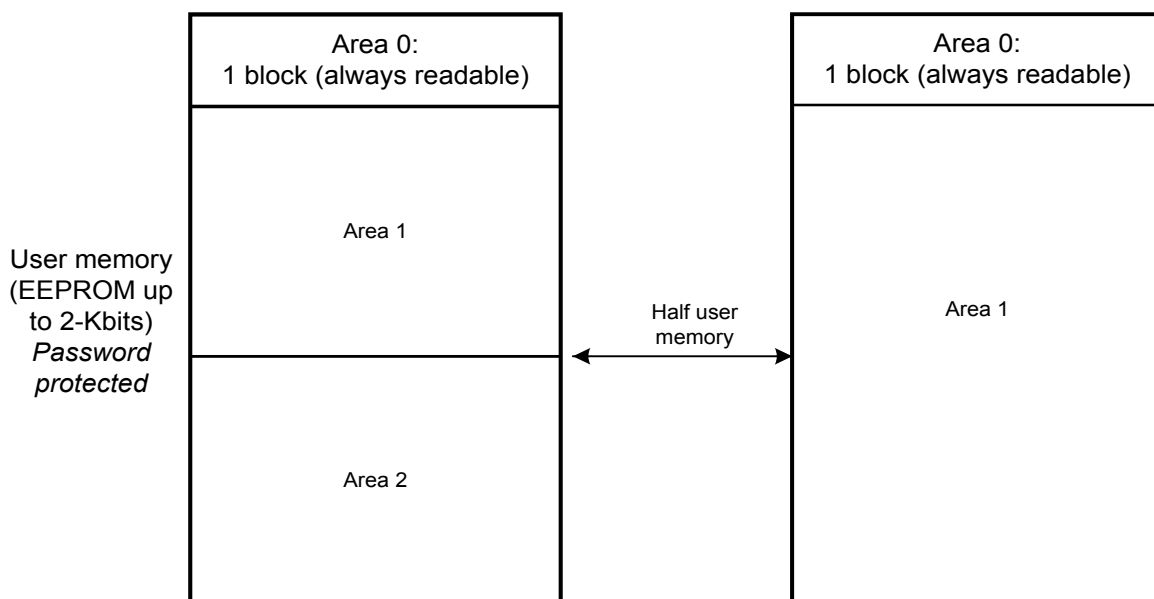 Area 0:
1 block (always readable)
Area 0:
1 block (always readable)
Area 1
User memory
(EEPROM up
to 2-Kbits)
Password
protected
Half user
memory
Area 1
Area 2